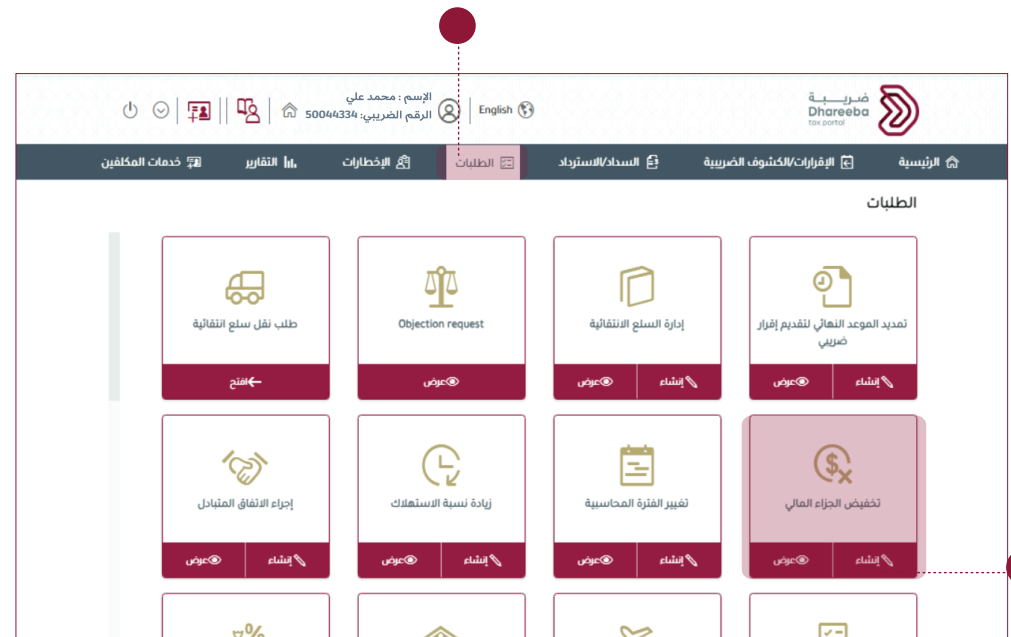 ضريبة
Dhareeba
tax portal
English
الإسم : محمد علي
الرقم الضريبي: 50044334
الرئيسية
الإقرارات/الكشوف الضريبية
السداد/الاسترداد
الطلبات
الإخطارات
التقارير
خدمات المكلفين
الطلبات
تمديد الموعد النهائي لتقديم إقرار
ضريبي
إنشاء
عرض
إدارة السلع الانتقائية
إنشاء
عرض
Objection request
عرض
طلب نقل سلع انتقائية
افتح
تخفيض الجزاء المالي
إنشاء
عرض
تغيير الفترة المحاسبية
إنشاء
عرض
زيادة نسبة الاستهلاك
إنشاء
عرض
إجراء الاتفاق المتبادل
إنشاء
عرض